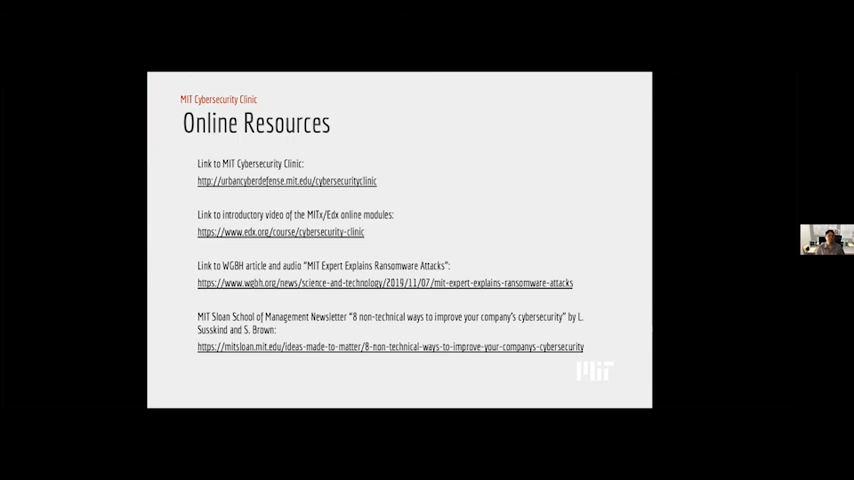 MIT Cybersecurity Clinic
Online Resources
Link to MIT Cybersecurity Clinic:
http://urbancyberdefense.mit.edu/cybersecurityclinic
Link to introductory video of the MITx/Edx online modules:
https://www.edx.org/course/cybersecurity-clinic
Link to WGBH article and audio "MIT Expert Explains Ransomware Attacks":
https://www.wgbh.org/news/science-and-technology/2019/11/07/mit-expert-explains-ransomware-attacks
MIT Sloan School of Management Newsletter "8 non-technical ways to improve your company's cybersecurity" by L.
Susskind and S. Brown:
https://mitsloan.mit.edu/ideas-made-to-matter/8-non-technical-ways-to-improve-your-companys-cybersecurity
MIT